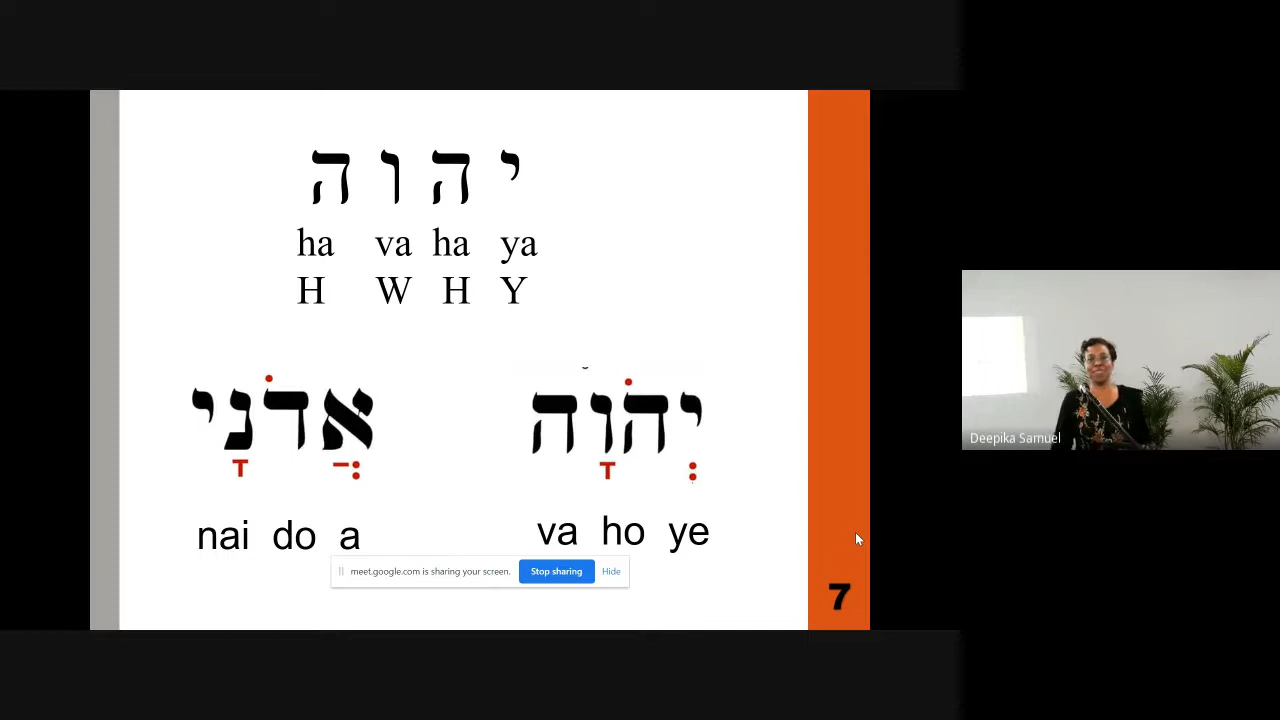 י ה ו ה
ha va ha ya
H W H Y
אֲדֹנָי יְהֹוָה
nai do a va ho ye
meet.google.com is sharing your screen. Stop sharing Hide
7
Deepika Samuel